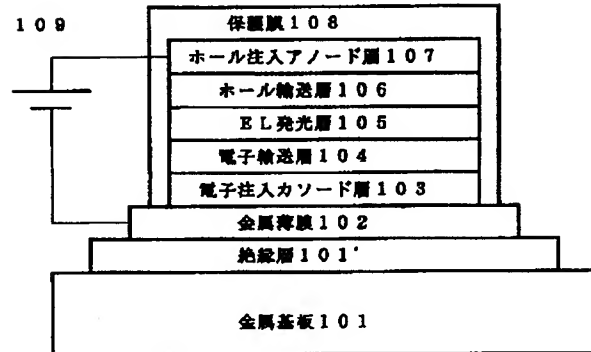 109
保護膜108
ホール注入アノード層107
ホール輸送層106
EL発光層105
電子輸送層104
電子注入カソード層103
金属薄膜102
絶縁層101'
金属基板101